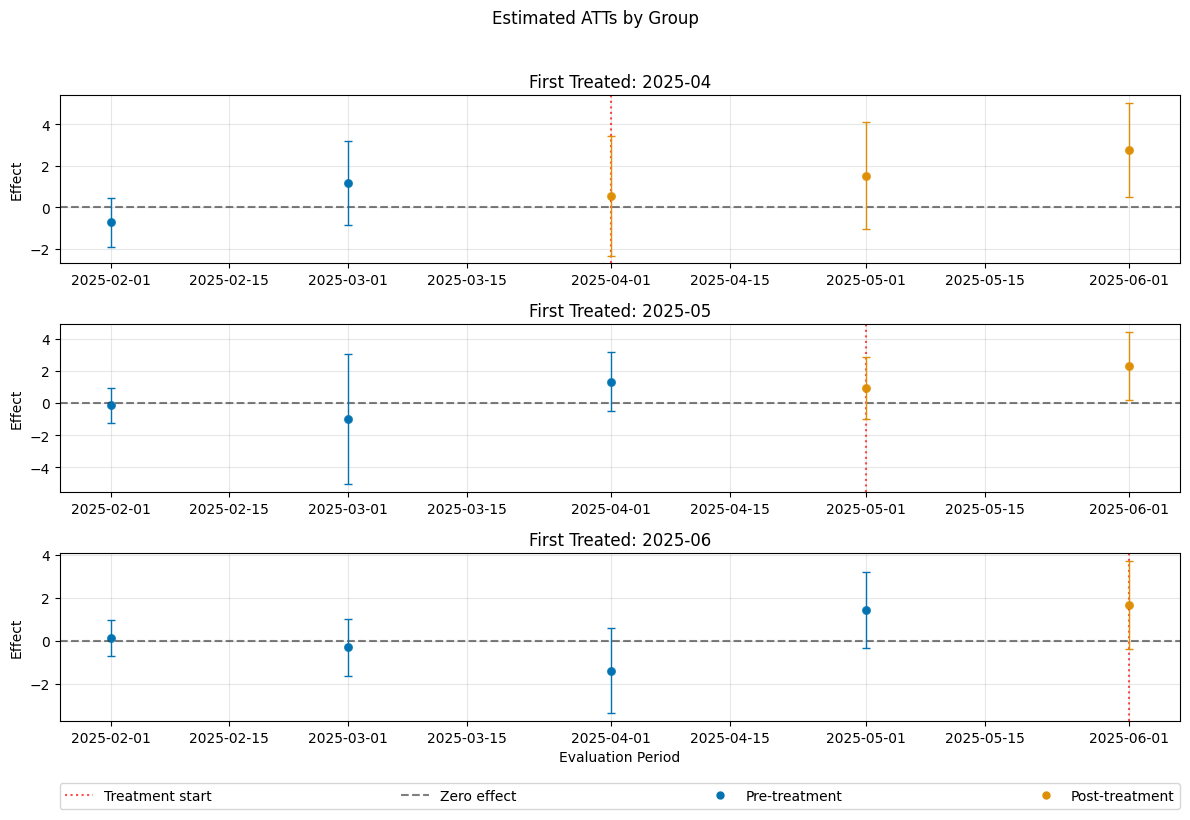 Estimated ATTs by Group
First Treated: 2025-04
Effect
4
2
0
−2
2025-02-01 2025-02-15 2025-03-01 2025-03-15 2025-04-01 2025-04-15 2025-05-01 2025-05-15 2025-06-01
First Treated: 2025-05
Effect
4
2
0
−2
−4
2025-02-01 2025-02-15 2025-03-01 2025-03-15 2025-04-01 2025-04-15 2025-05-01 2025-05-15 2025-06-01
First Treated: 2025-06
Effect
4
2
0
−2
2025-02-01 2025-02-15 2025-03-01 2025-03-15 2025-04-01 2025-04-15 2025-05-01 2025-05-15 2025-06-01
Evaluation Period
Treatment start Zero effect Pre-treatment Post-treatment